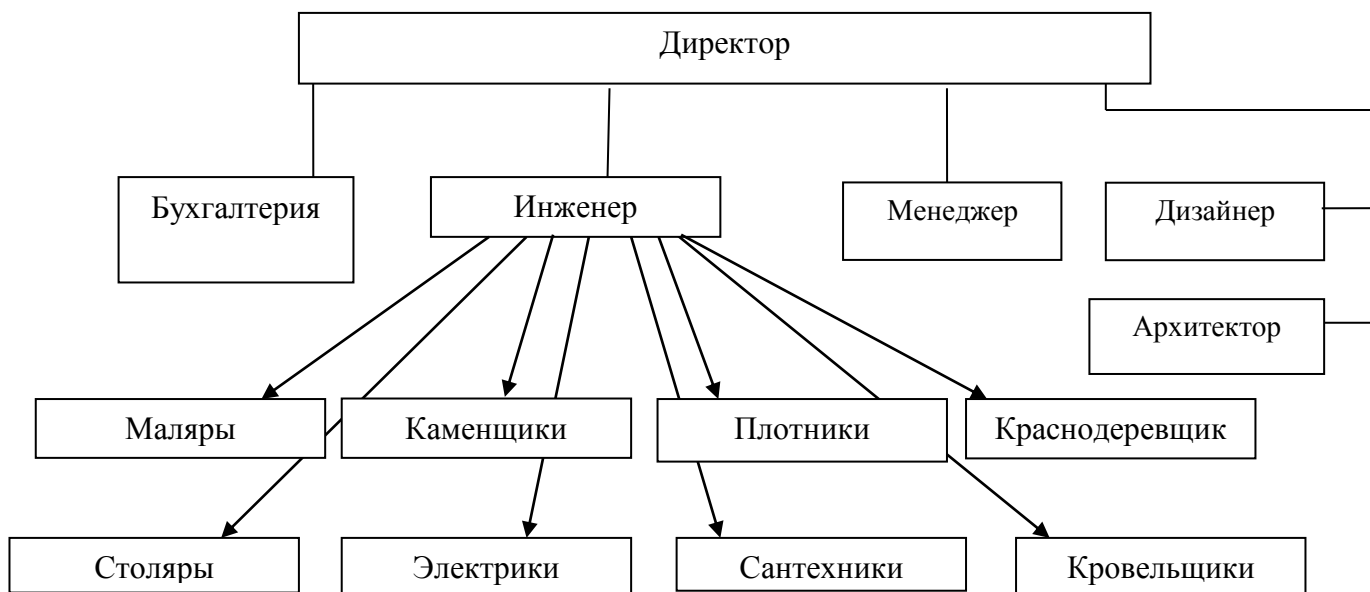 Директор
Бухгалтерия
Инженер
Менеджер
Дизайнер
Архитектор
Маляры
Каменщики
Плотники
Краснодеревщик
Столяры
Электрики
Сантехники
Кровельщики